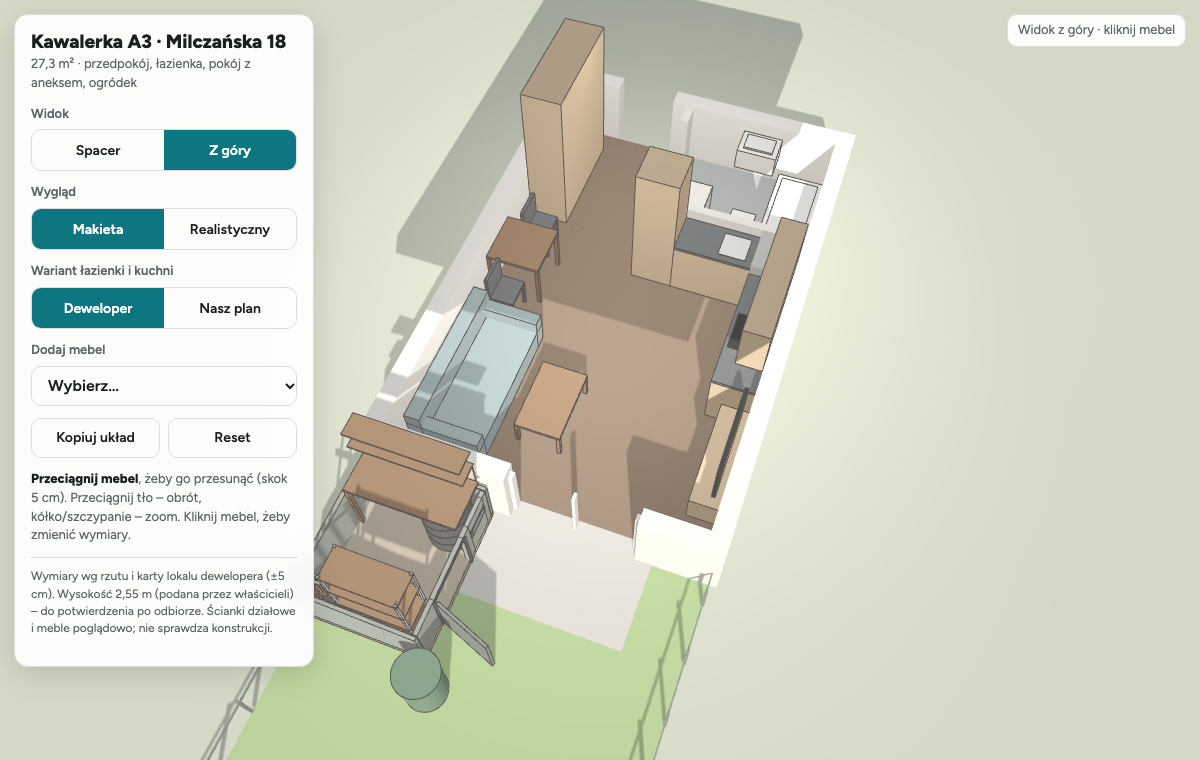 Kawalerka A3 · Milczańska 18
27,3 m² · przedpokój, łazienka, pokój z
aneksem, ogródek
Widok
Spacer
Z góry
Wygląd
Makieta
Realistyczny
Wariant łazienki i kuchni
Deweloper
Nasz plan
Dodaj mebel
Wybierz...
Kopiuj układ
Reset
Przeciągnij mebel, żeby go przesunąć (skok
5 cm). Przeciągnij tło – obrót,
kółko/szczypanie – zoom. Kliknij mebel, żeby
zmienić wymiary.
Wymiary wg rzutu i karty lokalu dewelopera (±5
cm). Wysokość 2,55 m (podana przez właścicieli)
– do potwierdzenia po odbiorze. Ścianki działowe
i meble poglądowo; nie sprawdza konstrukcji.
Widok z góry · kliknij mebel